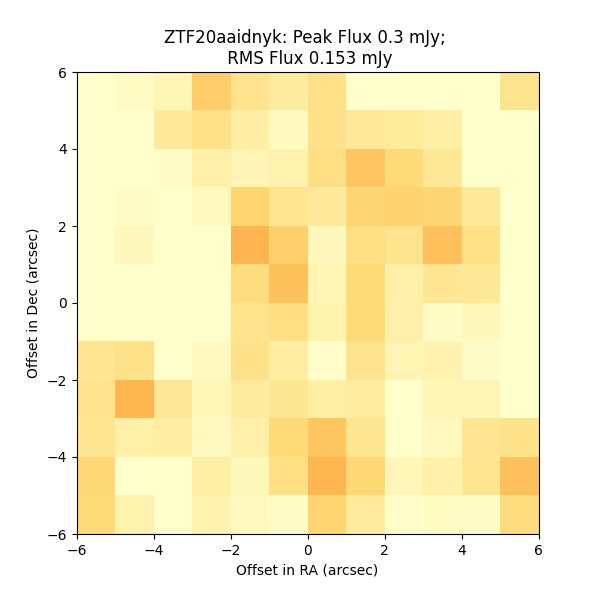 ZTF20aaidnyk: Peak Flux 0.3 mJy;
RMS Flux 0.153 mJy
6
4
2
0
−2
−4
−6
Offset in Dec (arcsec)
−6 −4 −2 0 2 4 6
Offset in RA (arcsec)